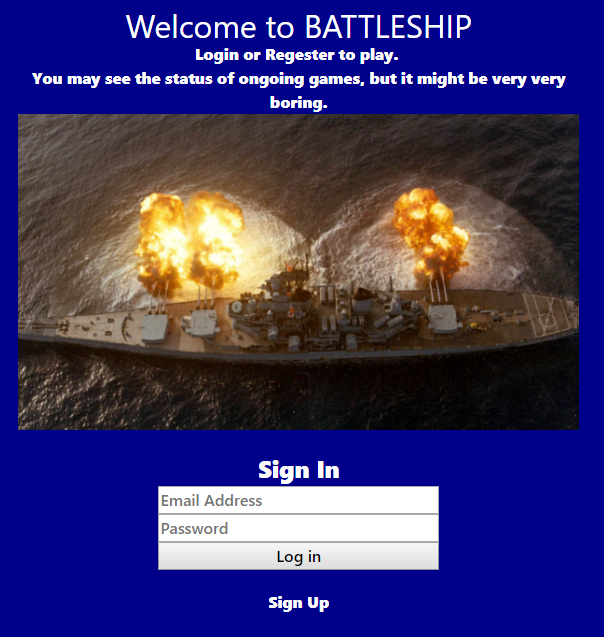 Welcome to BATTLESHIP
Login or Regester to play.
You may see the status of ongoing games, but it might be very very
boring.
Sign In
Email Address
Password
Log in
Sign Up